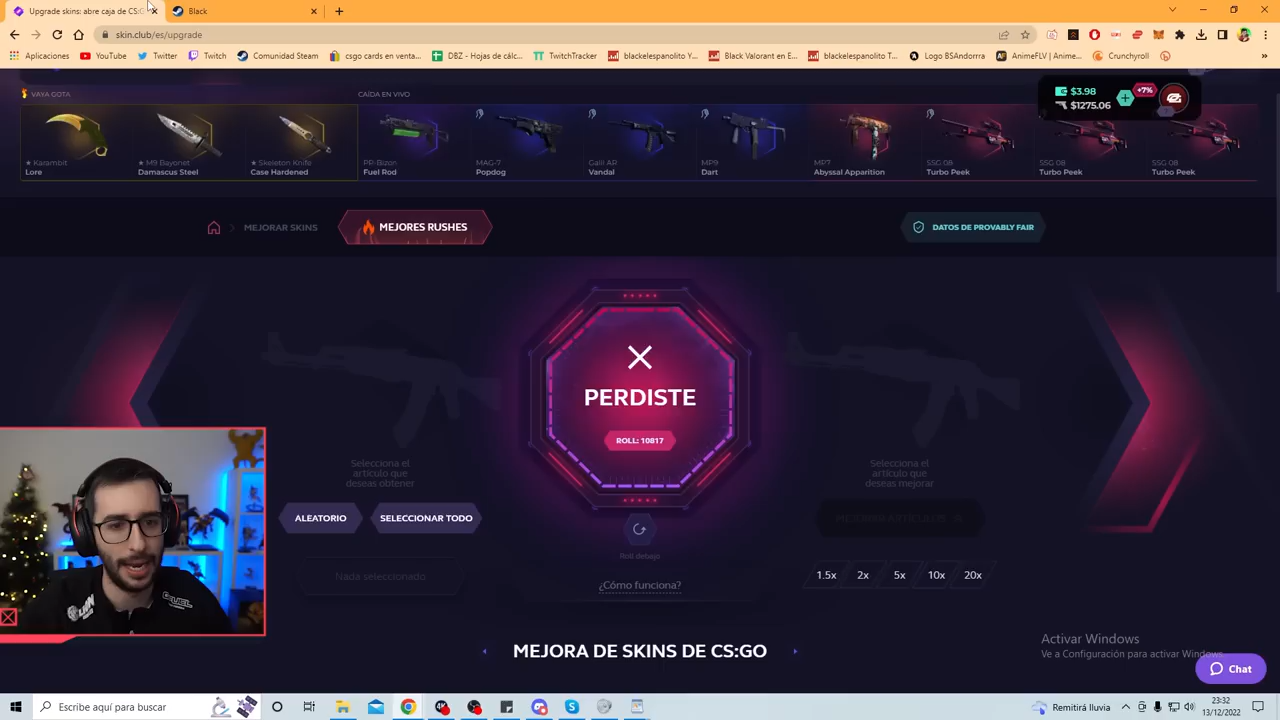 Upgrade skins: abre caja de CS:G
Black
skin.club/es/upgrade
Aplicaciones
YouTube
Twitter
Twitch
Comunidad Steam
csgo cards en venta...
DBZ - Hojas de cálc...
TwitchTracker
blackelespanolito Y...
Black Valorant en E...
blackelespanolito T...
Logo BSAndorrra
AnimeFLV | Anime...
Crunchyroll
VAYA GOTA
CAÍDA EN VIVO
$3.98
$1275.06
+7%
★ Karambit
Lore
★ M9 Bayonet
Damascus Steel
★ Skeleton Knife
Case Hardened
PP-Bizon
Fuel Rod
MAG-7
Popdog
Galil AR
Vandal
MP9
Dart
MP7
Abyssal Apparition
SSG 08
Turbo Peek
SSG 08
Turbo Peek
SSG 08
Turbo Peek
MEJORAR SKINS
MEJORES RUSHES
DATOS DE PROVABLY FAIR
PERDISTE
ROLL: 10817
Selecciona el
artículo que
deseas obtener
Selecciona el
artículo que
deseas mejorar
ALEATORIO
SELECCIONAR TODO
Nada seleccionado
Roll debajo
¿Cómo funciona?
1.5x
2x
5x
10x
20x
MEJORA DE SKINS DE CS:GO
Activar Windows
Ve a Configuración para activar Windows.
Chat
Escribe aquí para buscar
Remitirá lluvia
23:32
13/12/2022